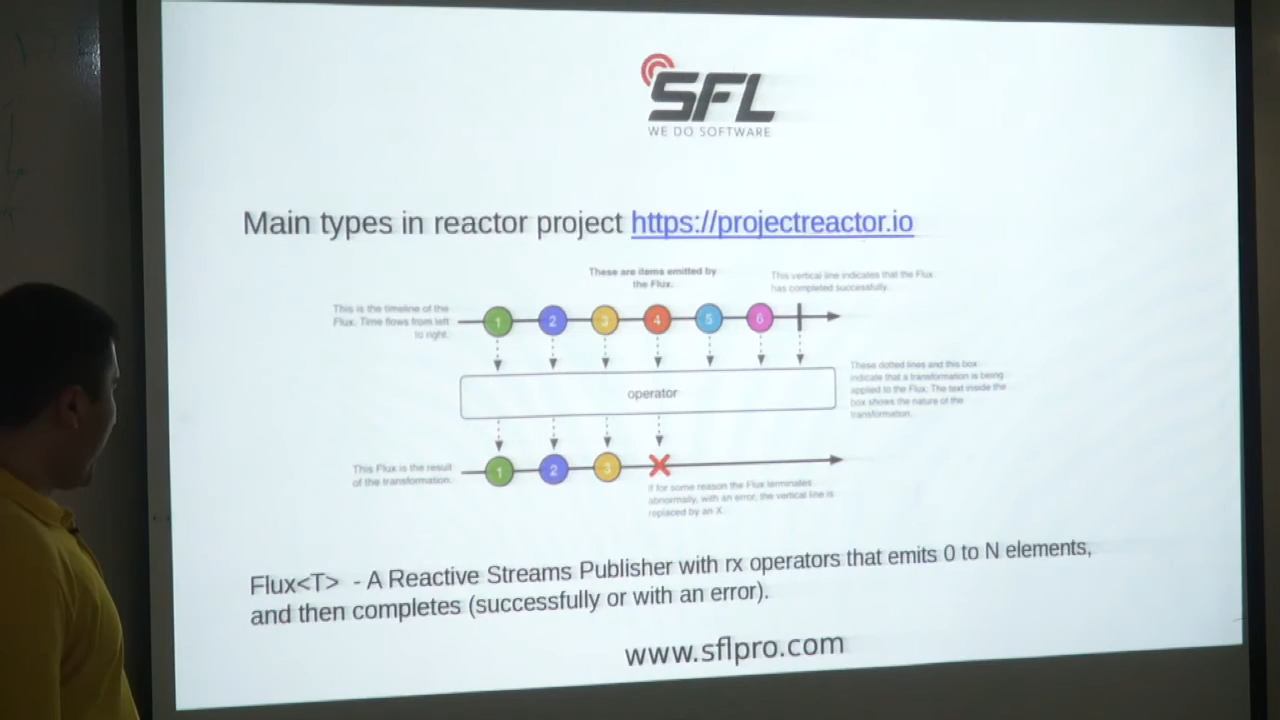 SFL
WE DO SOFTWARE
Main types in reactor project https://projectreactor.io
These are items emitted by
the Flux.
This vertical line indicates that the Flux
has completed successfully.
This is the timeline of the
Flux. Time flows from left
to right.
1 2 3 4 5 6
These dotted lines and this box
indicate that a transformation is being
applied to the Flux. The text inside the
box shows the nature of the
transformation.
operator
This Flux is the result
of the transformation.
1 2 3
If for some reason the Flux terminates
abnormally, with an error, the vertical line is
replaced by an X.
Flux<T> - A Reactive Streams Publisher with rx operators that emits 0 to N elements,
and then completes (successfully or with an error).
www.sflpro.com